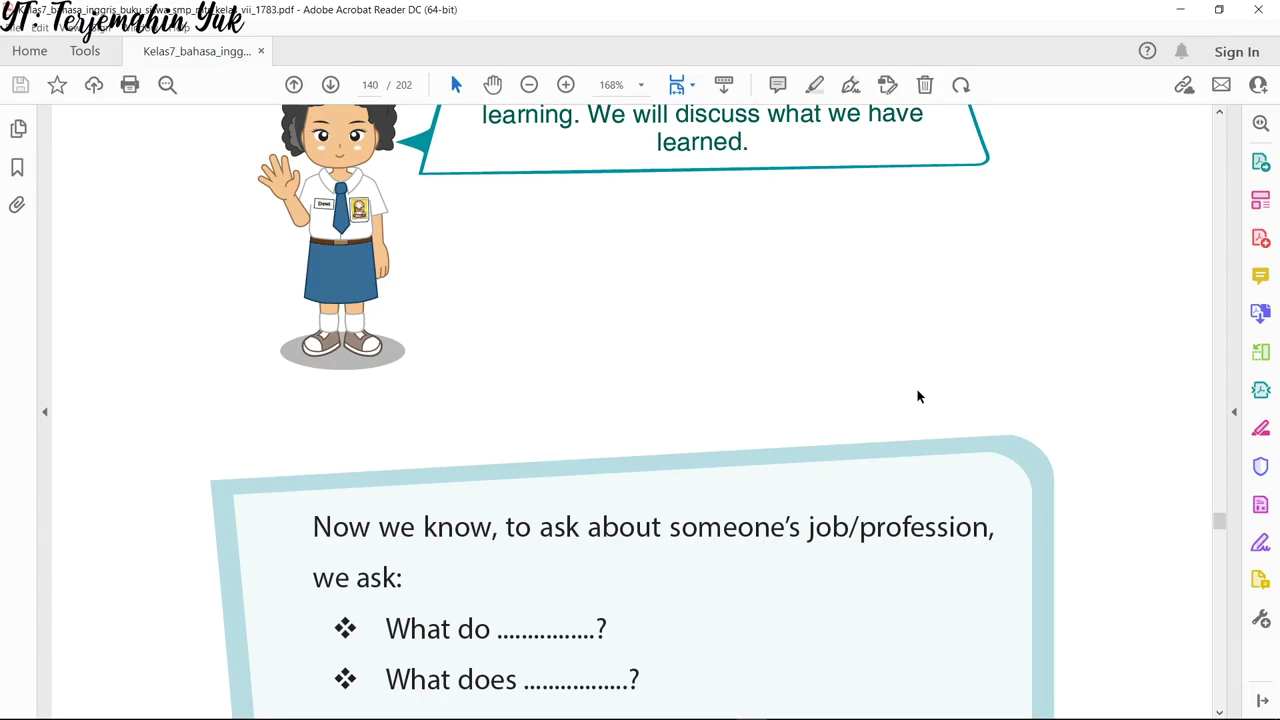 Kelas7_bahasa_inggris_buku_siswa_smp_mts_kelas_vii_1783.pdf - Adobe Acrobat Reader DC (64-bit)
YT: Terjemahin Yuk
Home Tools Kelas7_bahasa_ingg... × Sign In
140 / 202 168%
learning. We will discuss what we have
learned.
Dewi
Now we know, to ask about someone's job/profession,
we ask:
❖ What do ................?
❖ What does .................?